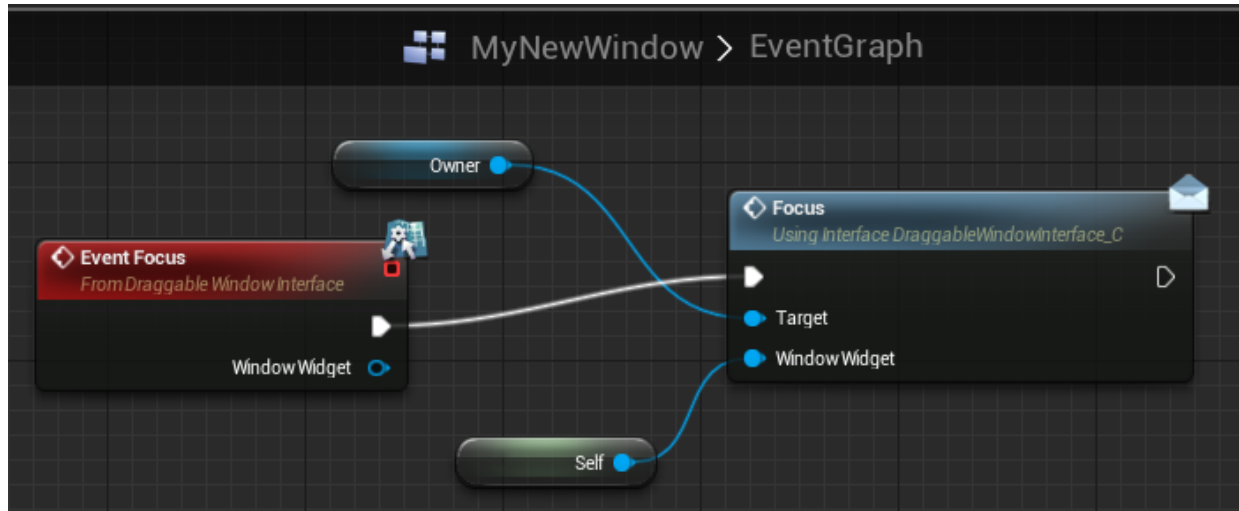 MyNewWindow > EventGraph
Owner
Focus
Using Interface DraggableWindowInterface_C
Event Focus
From Draggable Window Interface
Target
Window Widget
Window Widget
Self